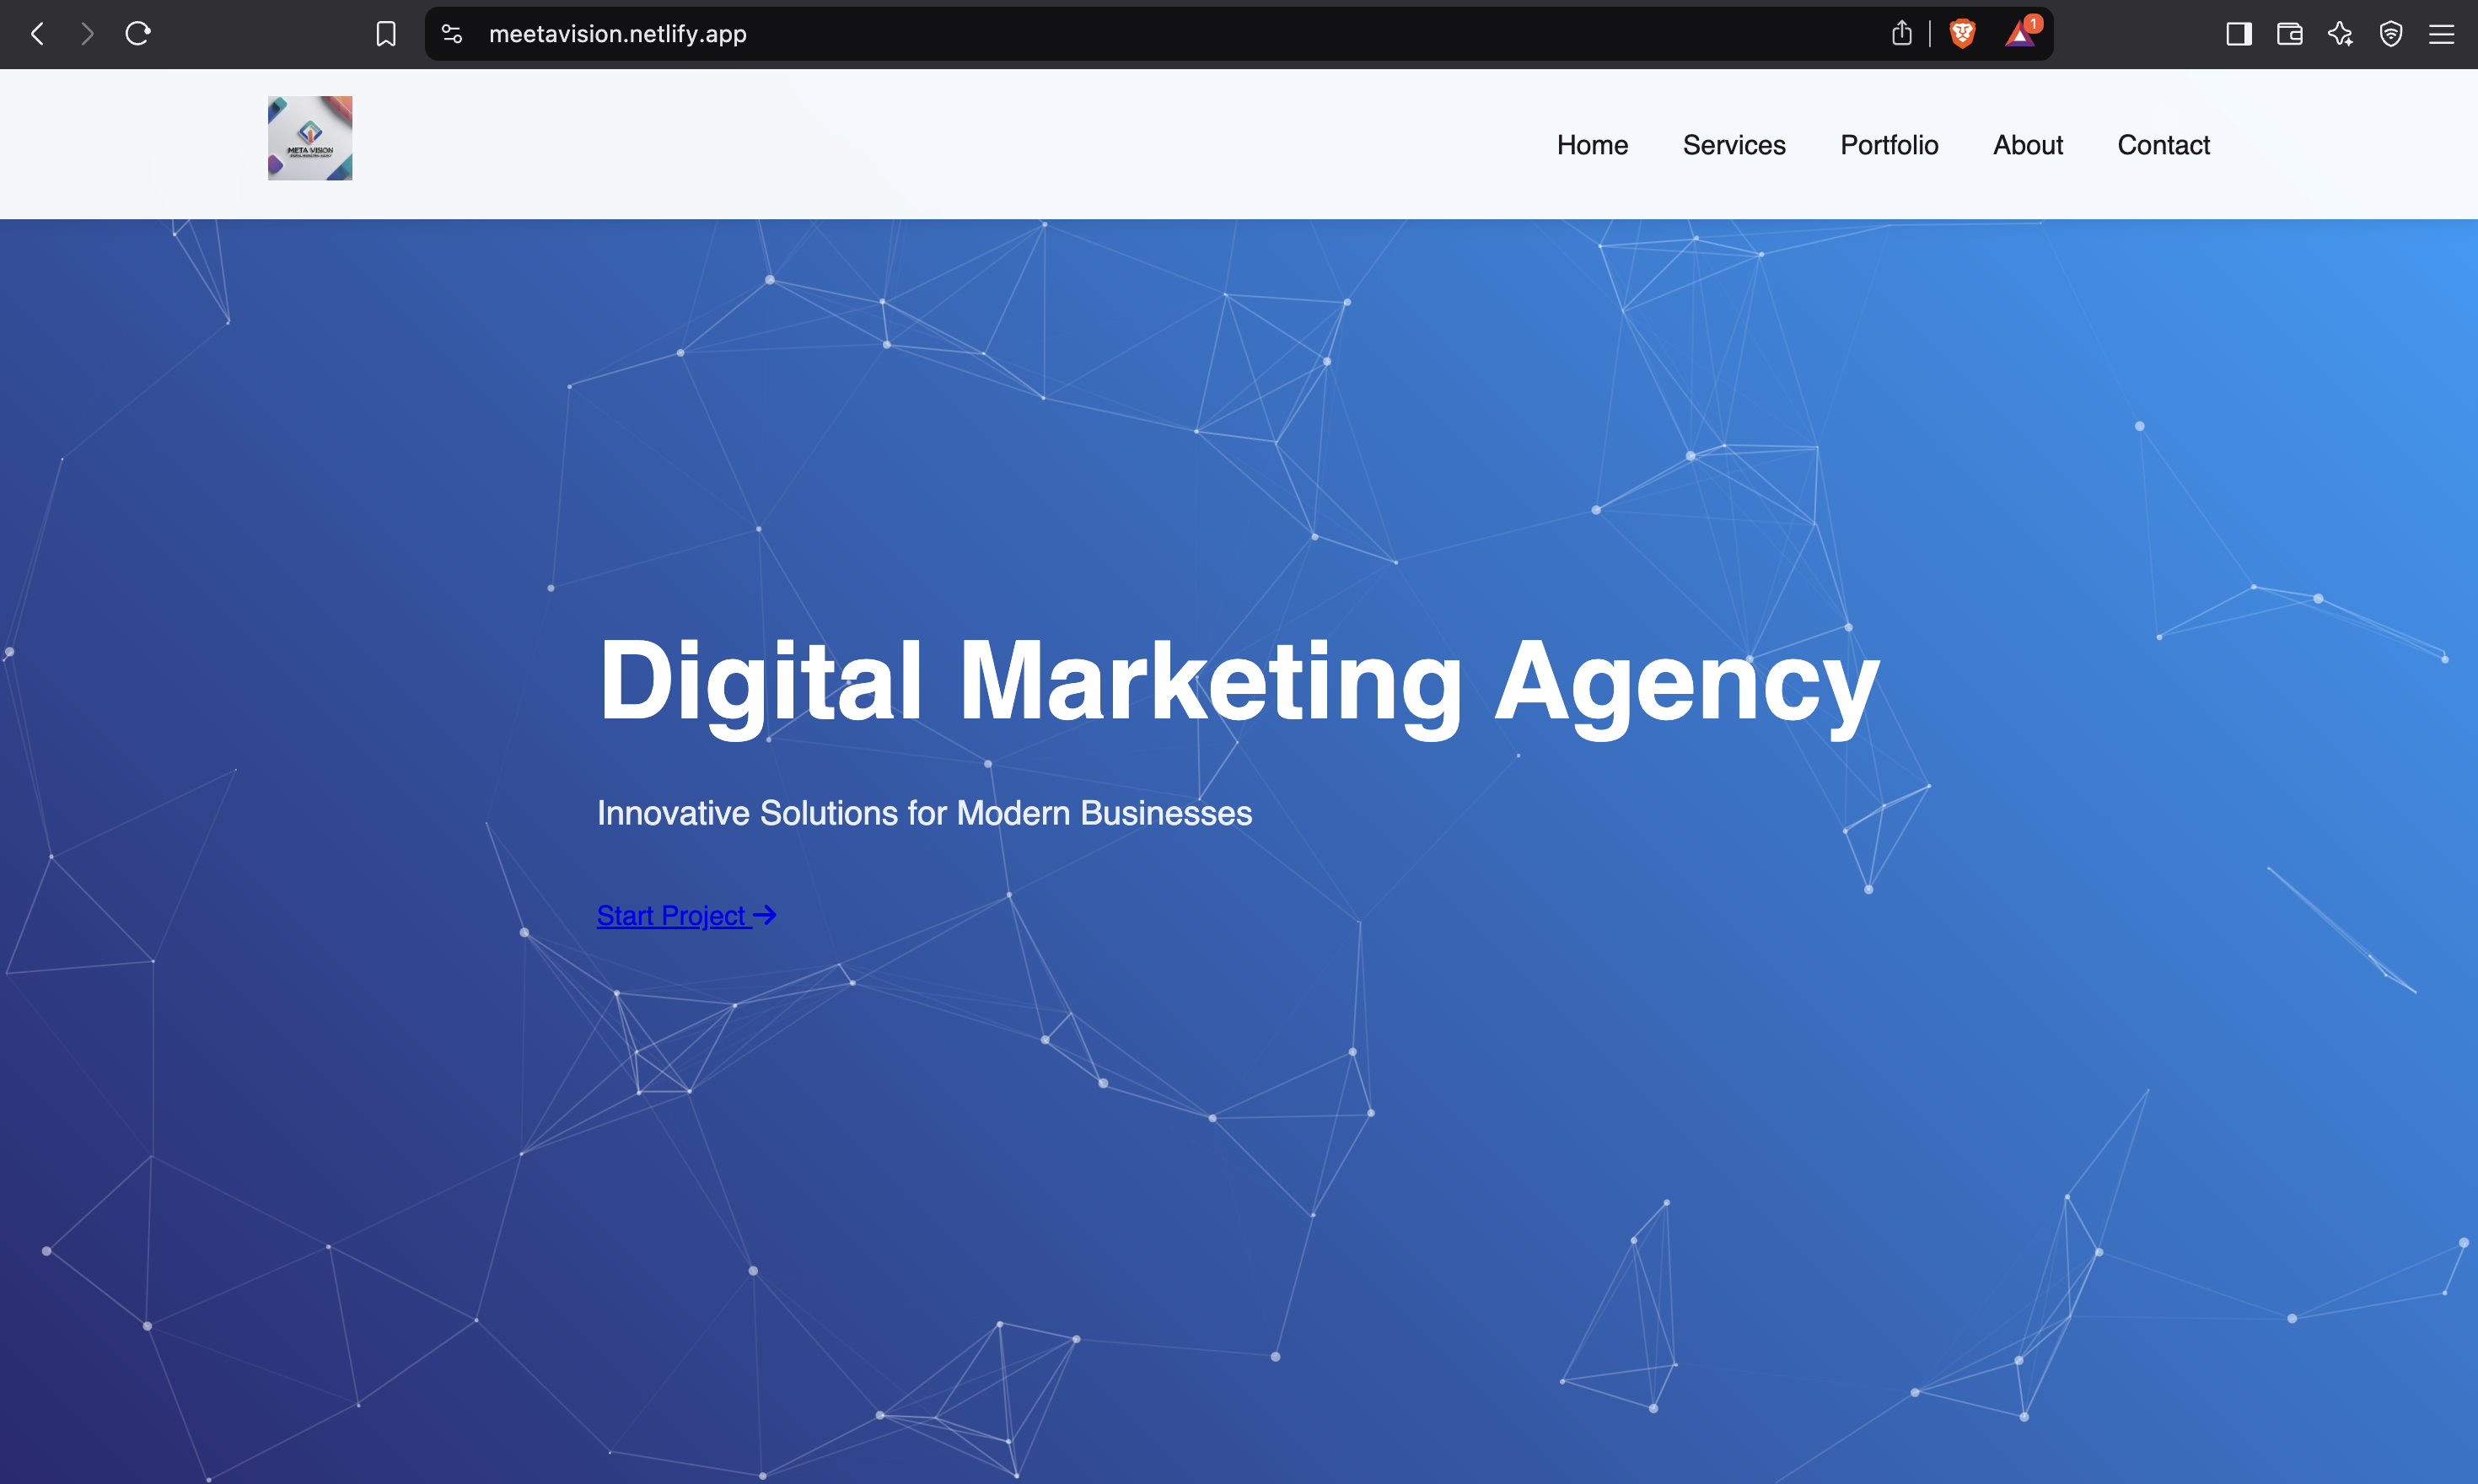 meetavision.netlify.app
1
META VISION
Home Services Portfolio About Contact
Digital Marketing Agency
Innovative Solutions for Modern Businesses
Start Project →